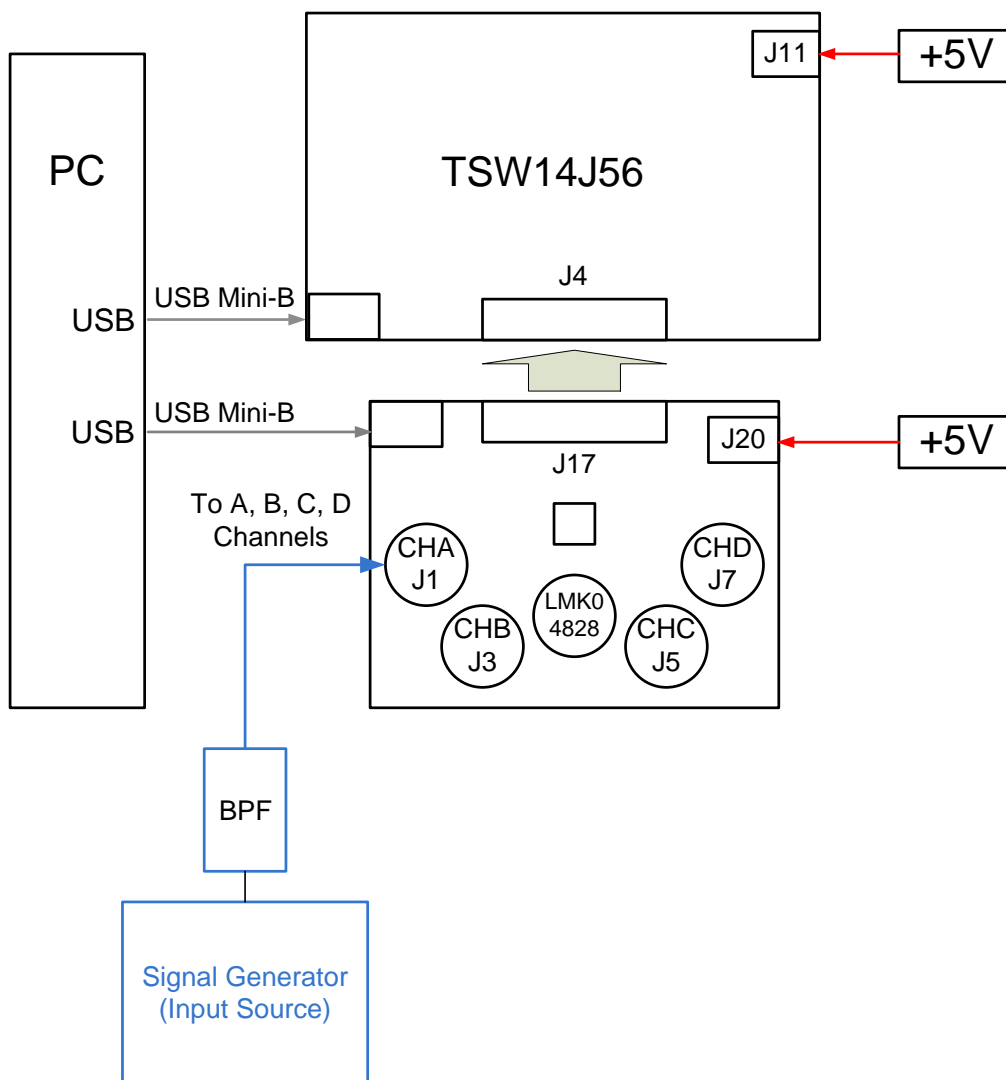 J11
+5V
PC
TSW14J56
J4
USB Mini-B
USB
USB Mini-B
USB
J17
J20
+5V
To A, B, C, D
Channels
CHA
J1
CHB
J3
LMK0
4828
CHC
J5
CHD
J7
BPF
Signal Generator
(Input Source)